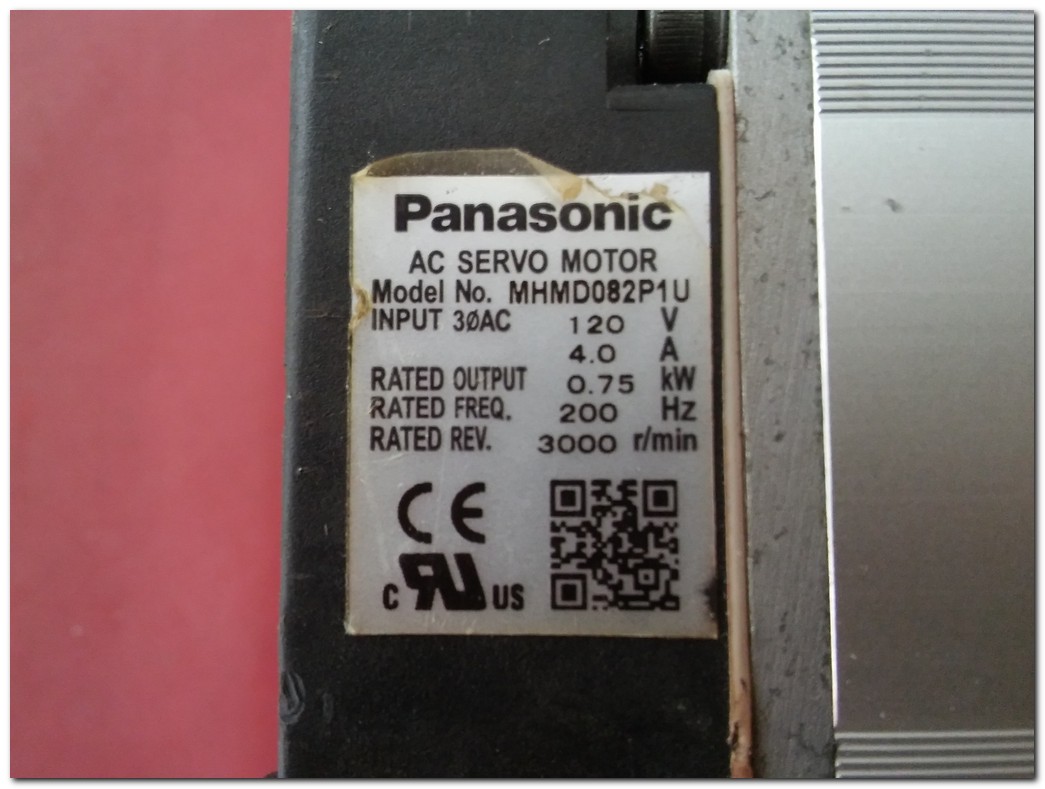 Panasonic
AC SERVO MOTOR
Model No. MHMD082P1U
INPUT 3øAC 120 V
4.0 A
RATED OUTPUT 0.75 kW
RATED FREQ. 200 Hz
RATED REV. 3000 r/min
CE
C RU US